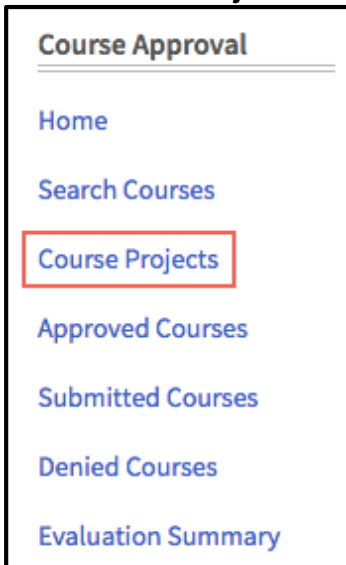 Course Approval
Home
Search Courses
Course Projects
Approved Courses
Submitted Courses
Denied Courses
Evaluation Summary